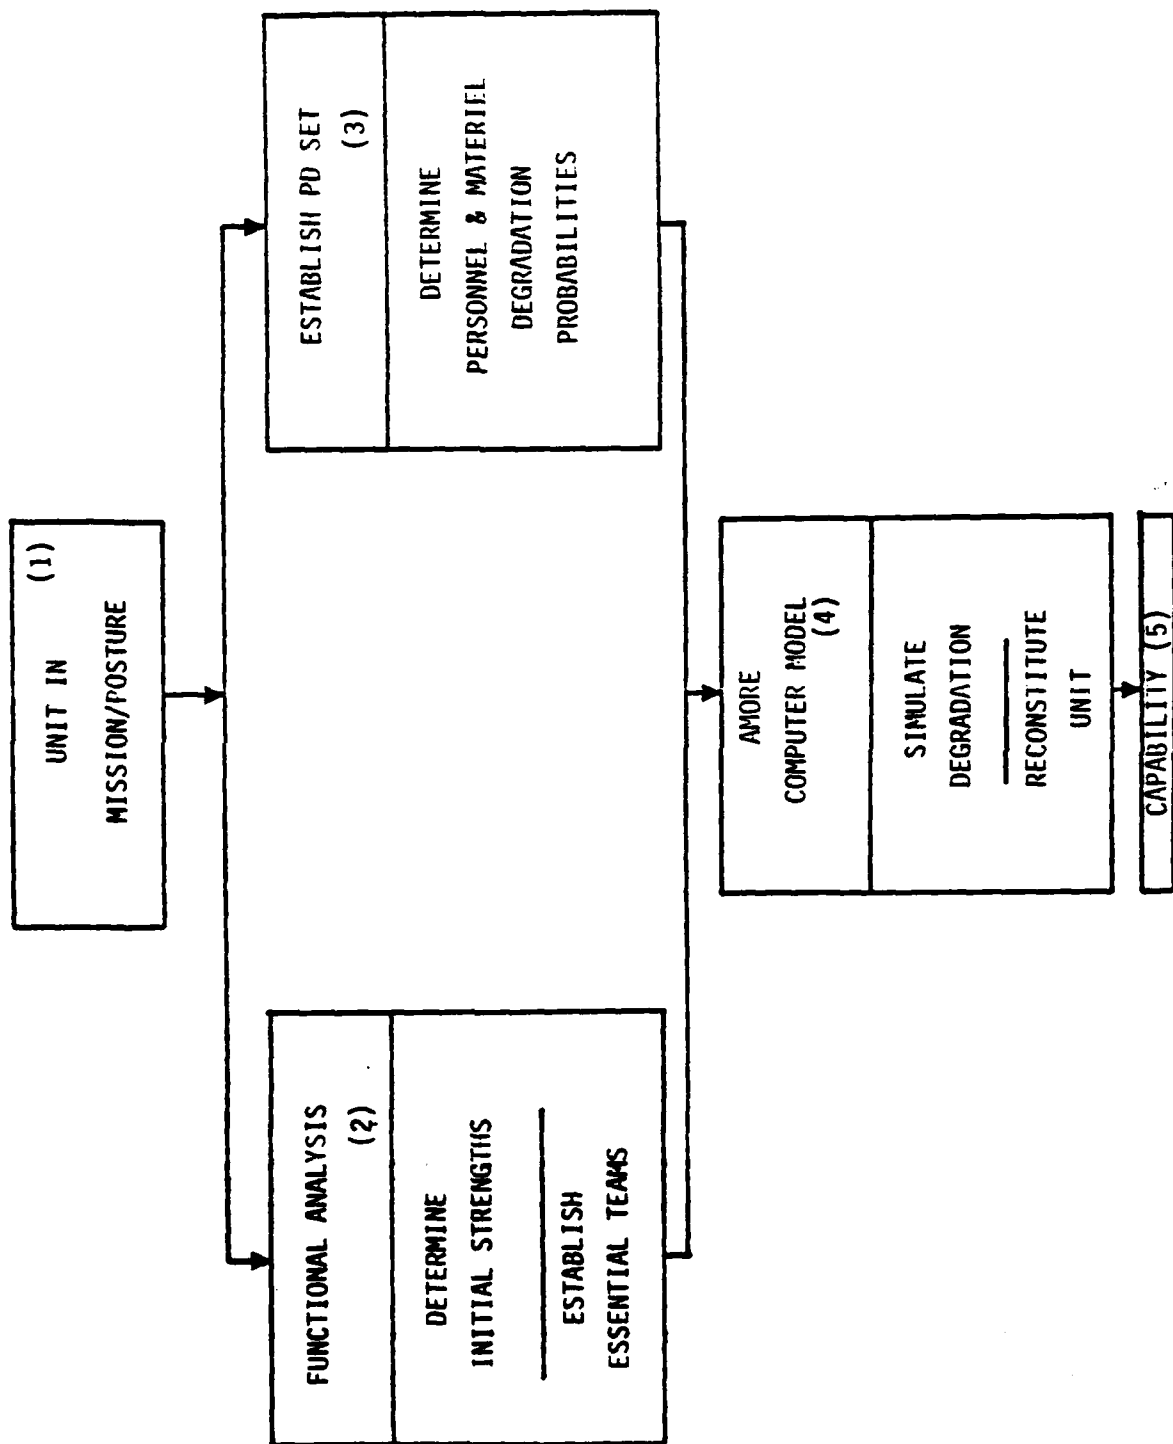 UNIT IN
(1)
MISSION/POSTURE
FUNCTIONAL ANALYSIS
(2)
DETERMINE
INITIAL STRENGTHS
ESTABLISH
ESSENTIAL TEAMS
ESTABLISH PD SET
(3)
DETERMINE
PERSONNEL & MATERIEL
DEGRADATION
PROBABILITIES
AMORE
COMPUTER MODEL
(4)
SIMULATE
DEGRADATION
RECONSTITUTE
UNIT
CAPABILITY (5)